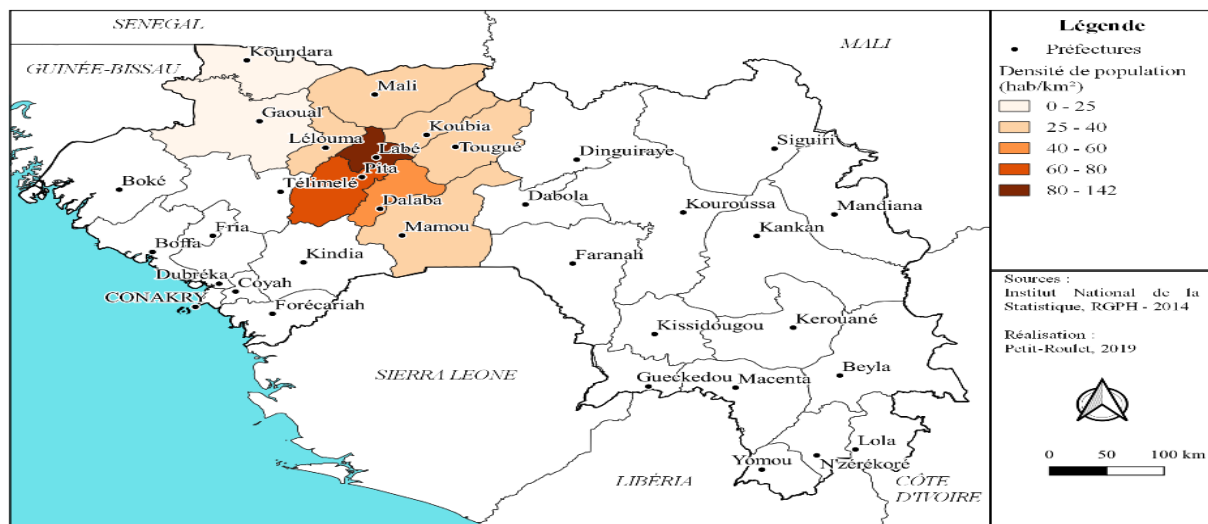 SENEGAL
MALI
Koundara
GUINÉE-BISSAU
Mali
Gaoual
Koubia
Lélouma
Labé
Tougué
Siguiri
Dinguiraye
Pita
Boké
Télimelé
Dalaba
Dabola
Kouroussa
Mandiana
Mamou
Fria
Kankan
Boffa
Kindia
Faranah
Dubréka
Coyah
CONAKRY
Forécariah
Kissidougou
Kerouané
SIERRA LEONE
Gueckedou
Macenta
Beyla
Lola
Yomou
N'zérékoré
LIBÉRIA
CÔTE
D'IVOIRE
Légende
Préfectures
Densité de population
(hab/km²)
0 - 25
25 - 40
40 - 60
60 - 80
80 - 142
Sources :
Institut National de la
Statistique, RGPH - 2014
Réalisation :
Petit-Roulet, 2019
0 50 100 km